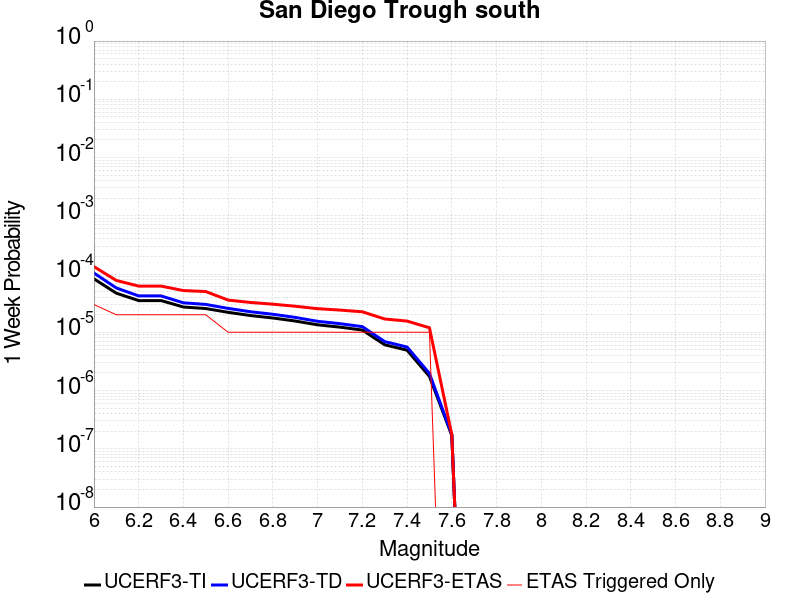 San Diego Trough south
10^0
10^-1
10^-2
10^-3
10^-4
10^-5
10^-6
10^-7
10^-8
1 Week Probability
6 6.2 6.4 6.6 6.8 7 7.2 7.4 7.6 7.8 8 8.2 8.4 8.6 8.8 9
Magnitude
UCERF3-TI UCERF3-TD UCERF3-ETAS ETAS Triggered Only